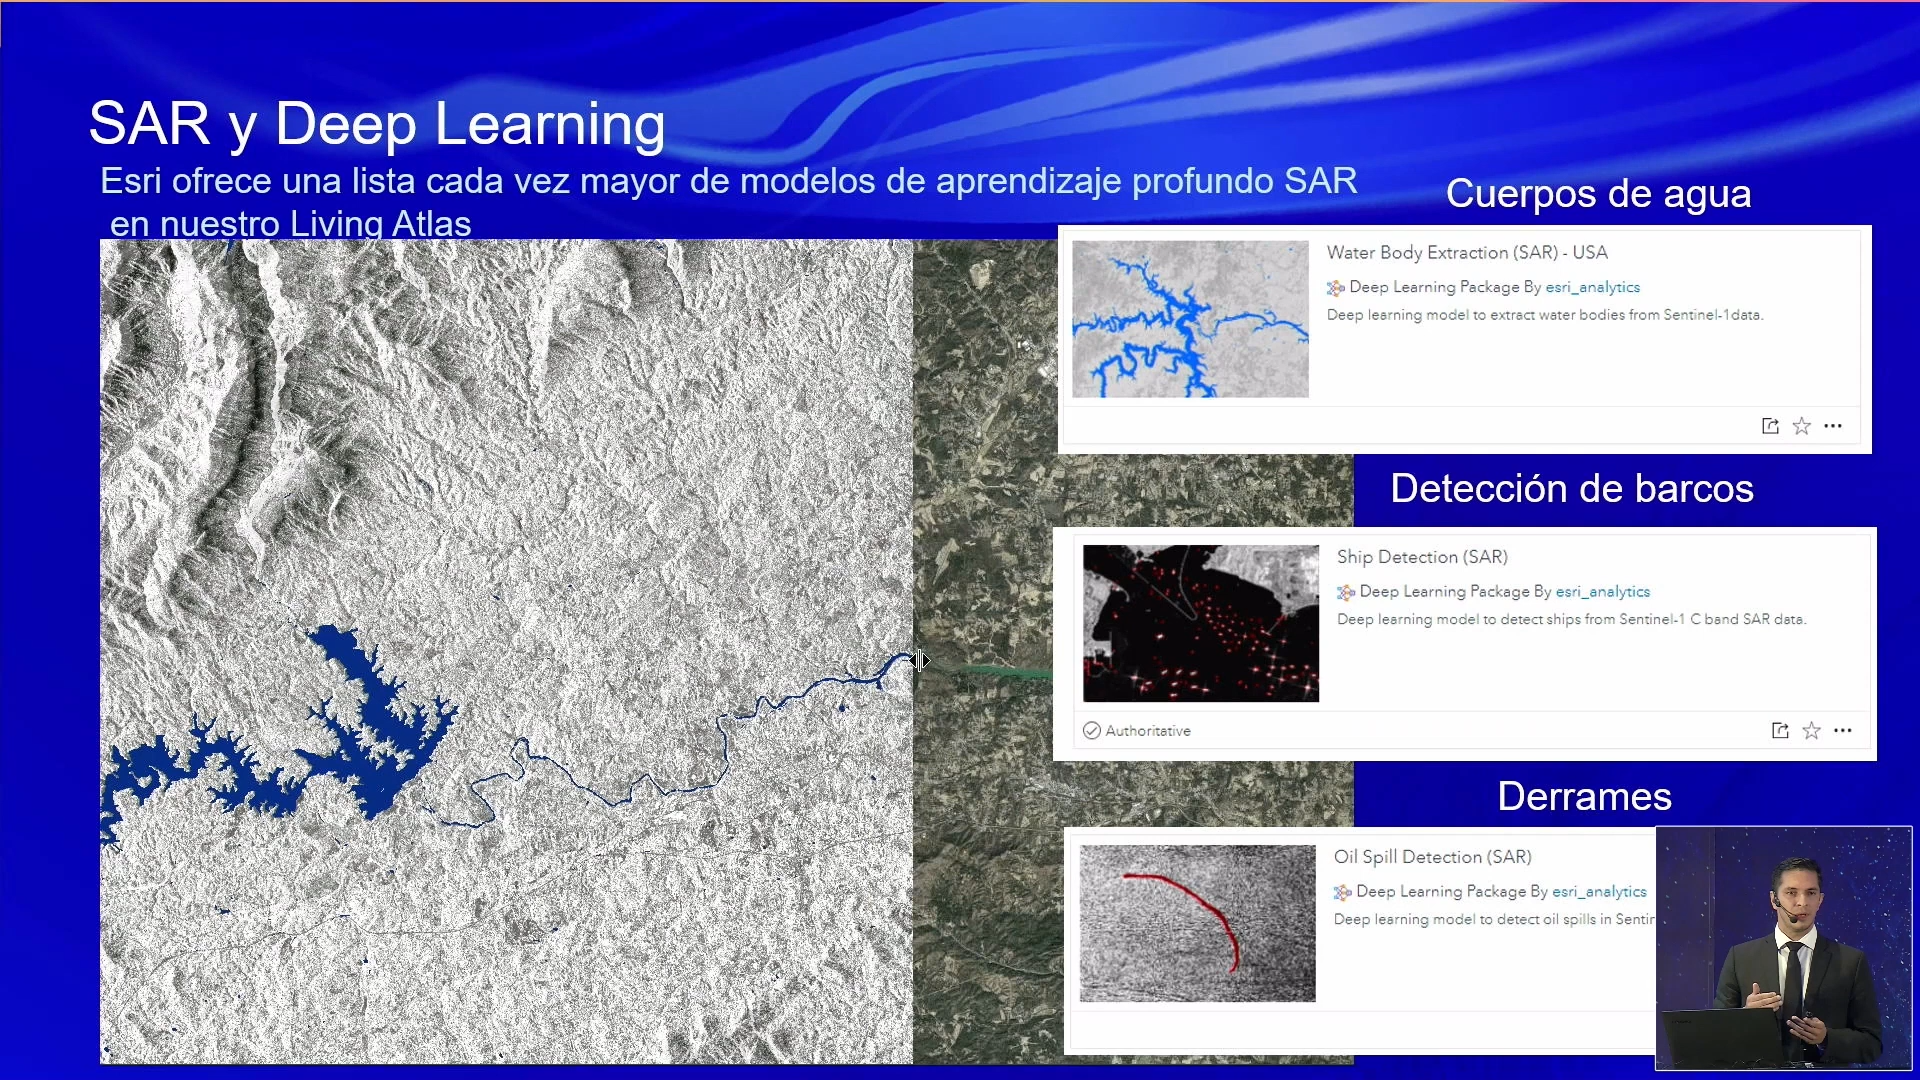 SAR y Deep Learning
Esri ofrece una lista cada vez mayor de modelos de aprendizaje profundo SAR
en nuestro Living Atlas
Cuerpos de agua
Water Body Extraction (SAR) - USA
Deep Learning Package By esri_analytics
Deep learning model to extract water bodies from Sentinel-1data.
Detección de barcos
Ship Detection (SAR)
Deep Learning Package By esri_analytics
Deep learning model to detect ships from Sentinel-1 C band SAR data.
Authoritative
Derrames
Oil Spill Detection (SAR)
Deep Learning Package By esri_analytics
Deep learning model to detect oil spills in Sentin